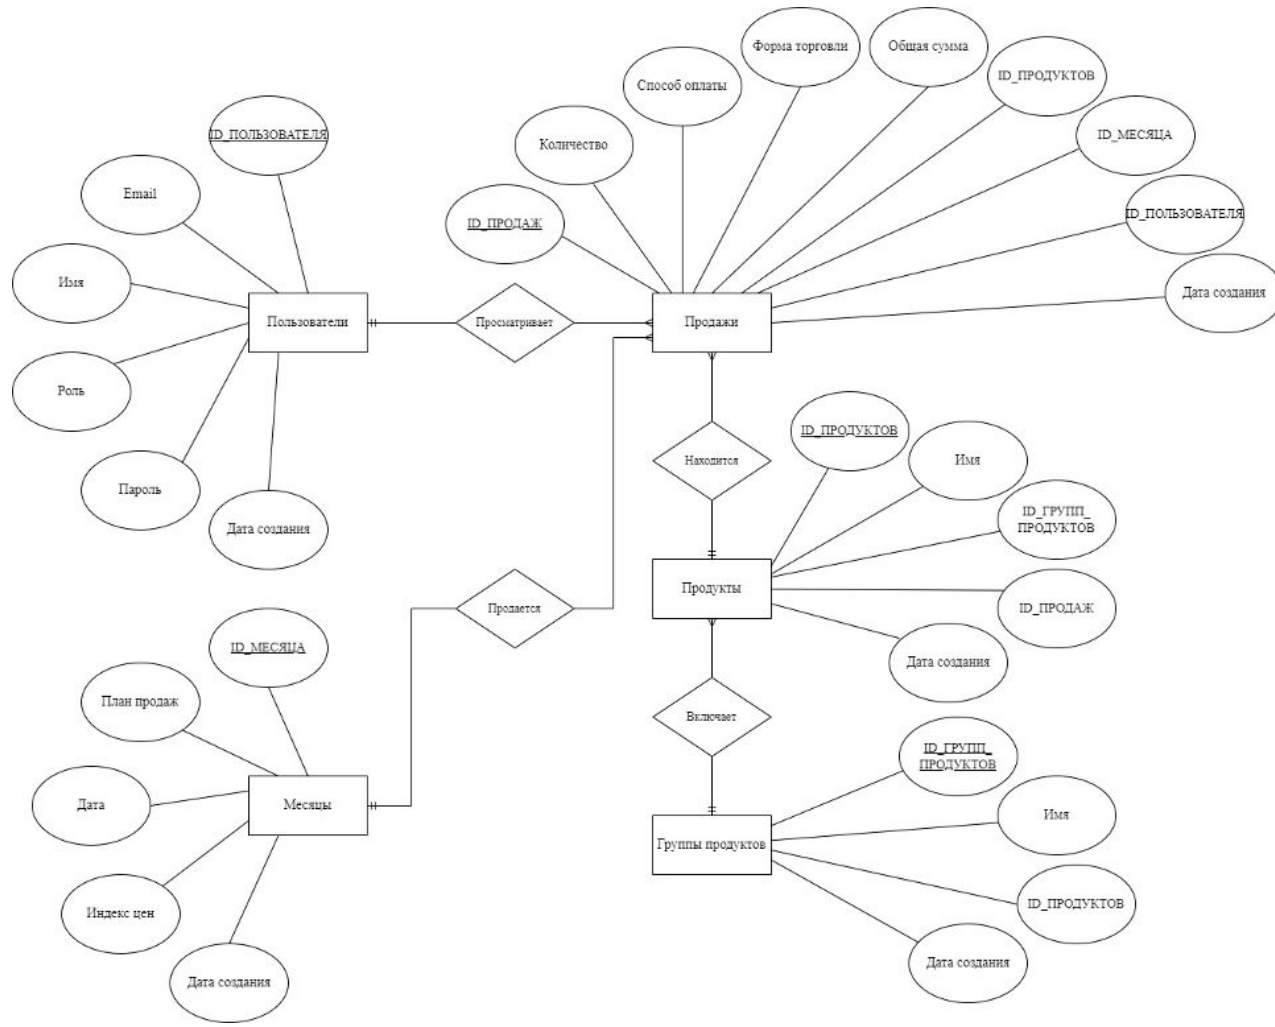 Форма торговли
Общая сумма
Способ оплаты
ID_ПРОДУКТОВ
ID_ПОЛЬЗОВАТЕЛЯ
Количество
ID_МЕСЯЦА
Email
ID_ПРОДАЖ
ID_ПОЛЬЗОВАТЕЛЯ
Имя
Дата создания
Пользователи
Просматривает
Продажи
Роль
ID_ПРОДУКТОВ
Находится
Имя
Пароль
ID_ГРУПП_
ПРОДУКТОВ
Дата создания
Продукты
Продается
ID_ПРОДАЖ
ID_МЕСЯЦА
Дата создания
План продаж
Включает
ID_ГРУПП_
ПРОДУКТОВ
Дата
Месяцы
Имя
Группы продуктов
Индекс цен
ID_ПРОДУКТОВ
Дата создания
Дата создания